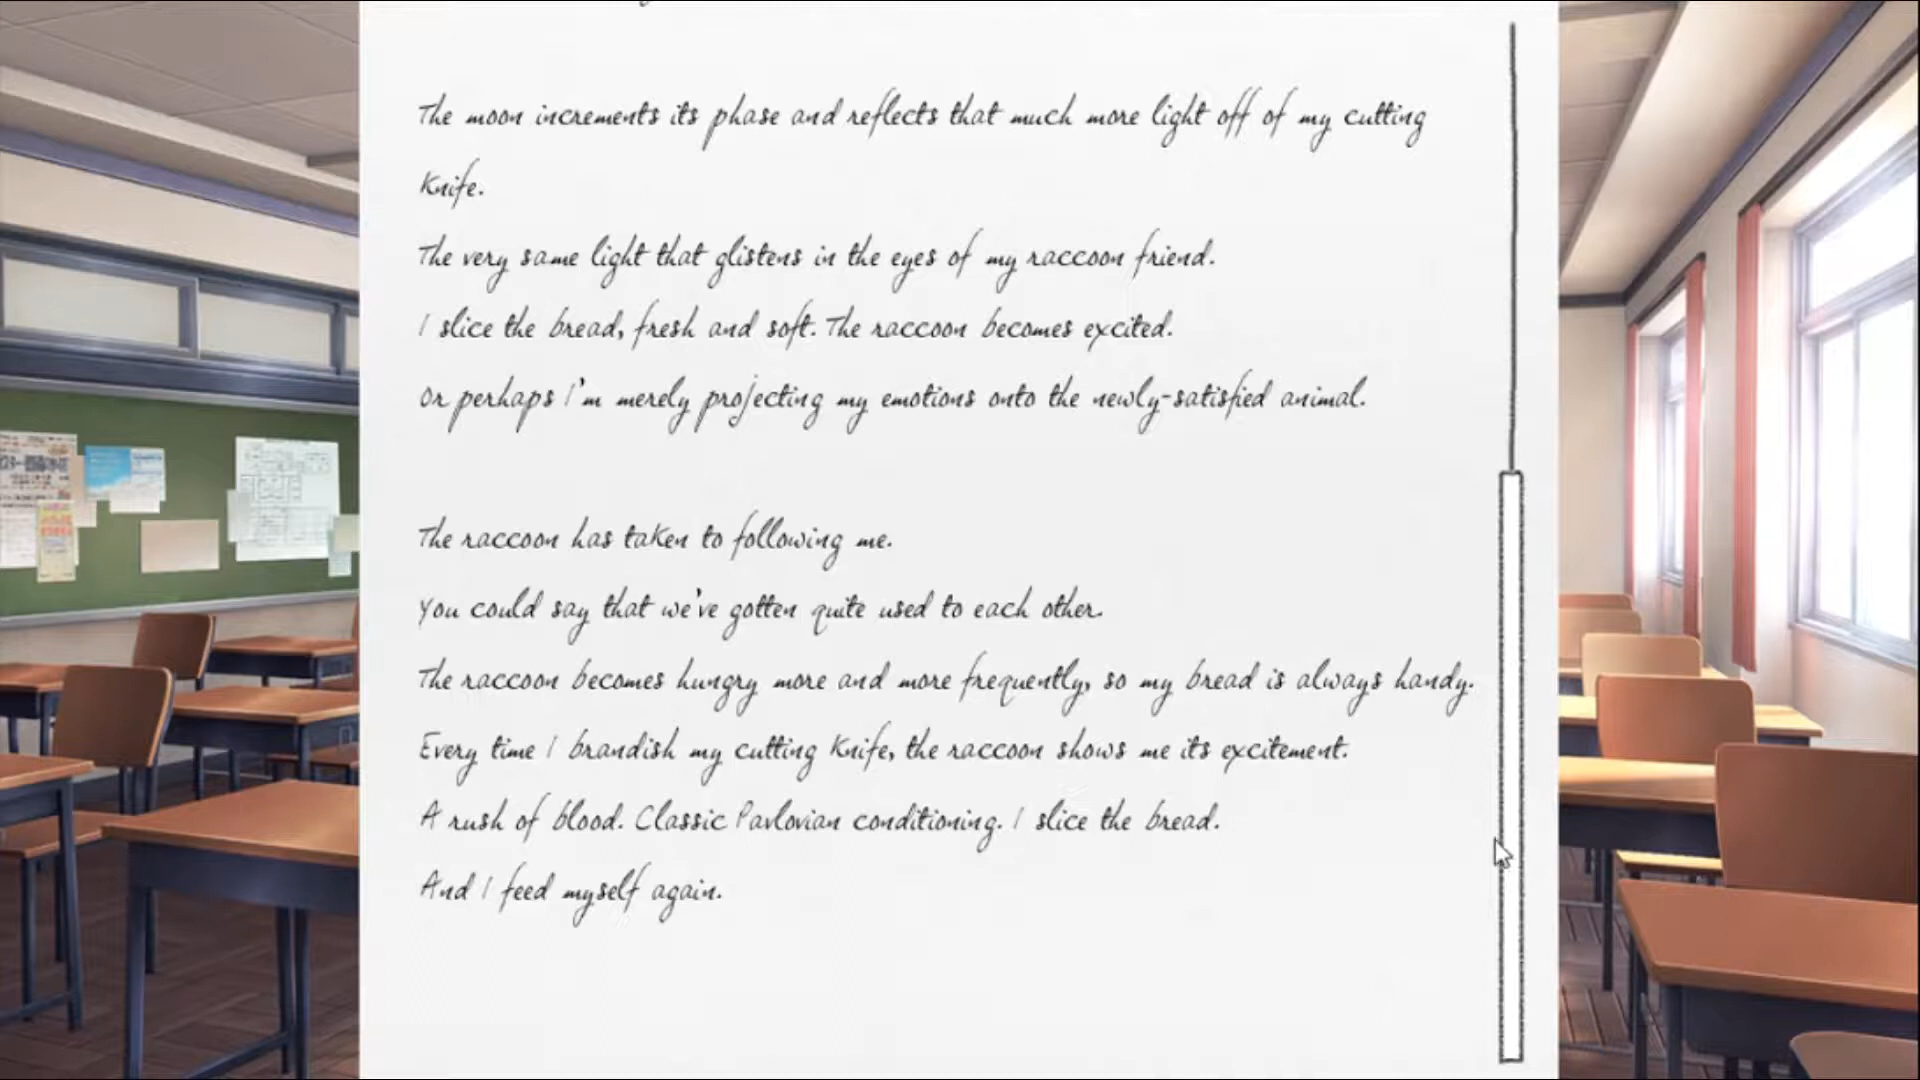 The moon increments its phase and reflects that much more light off of my cutting
knife.
The very same light that glistens in the eyes of my raccoon friend.
I slice the bread, fresh and soft. The raccoon becomes excited.
Or perhaps I'm merely projecting my emotions onto the newly-satisfied animal.
The raccoon has taken to following me.
You could say that we've gotten quite used to each other.
The raccoon becomes hungry more and more frequently, so my bread is always handy.
Every time I brandish my cutting knife, the raccoon shows me its excitement.
A rush of blood. Classic Pavlovian conditioning. I slice the bread.
And I feed myself again.